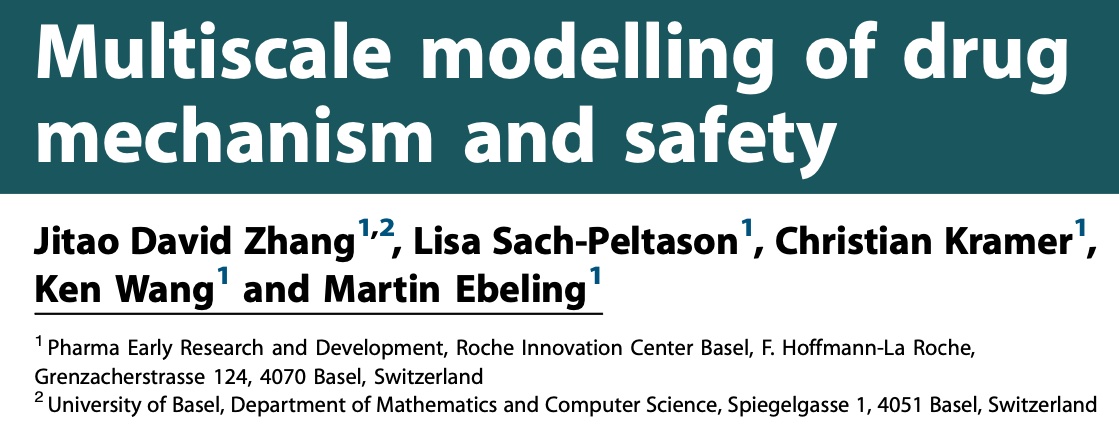 Multiscale modelling of drug
mechanism and safety
Jitao David Zhang1,2, Lisa Sach-Peltason1, Christian Kramer1,
Ken Wang1 and Martin Ebeling1
1 Pharma Early Research and Development, Roche Innovation Center Basel, F. Hoffmann-La Roche,
Grenzacherstrasse 124, 4070 Basel, Switzerland
2 University of Basel, Department of Mathematics and Computer Science, Spiegelgasse 1, 4051 Basel, Switzerland